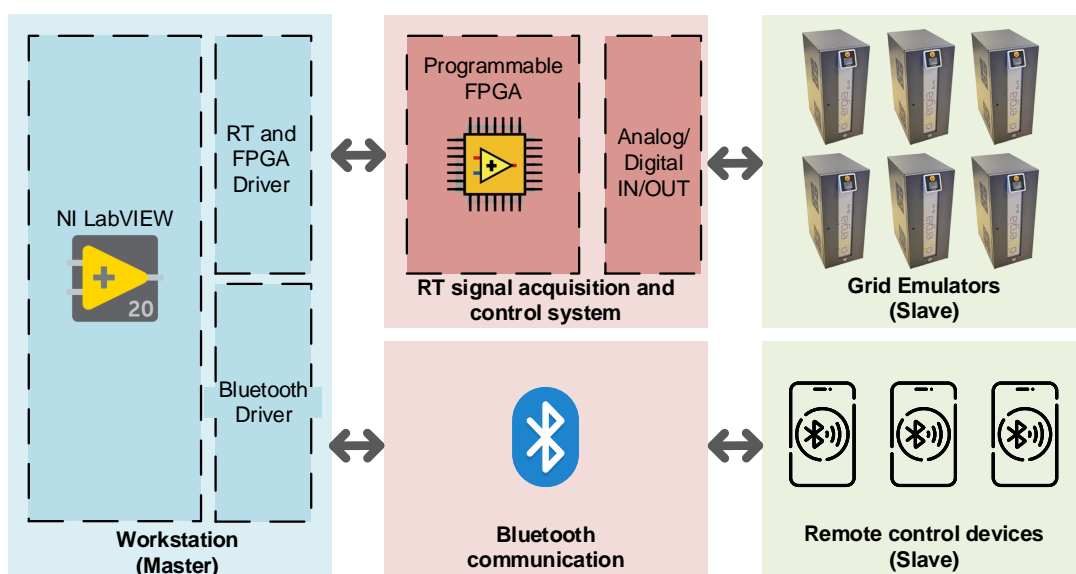 NI LabVIEW
20
RT and
FPGA
Driver
Bluetooth
Driver
Workstation
(Master)
Programmable
FPGA
Analog/
Digital
IN/OUT
RT signal acquisition and
control system
Bluetooth
communication
Grid Emulators
(Slave)
Remote control devices
(Slave)